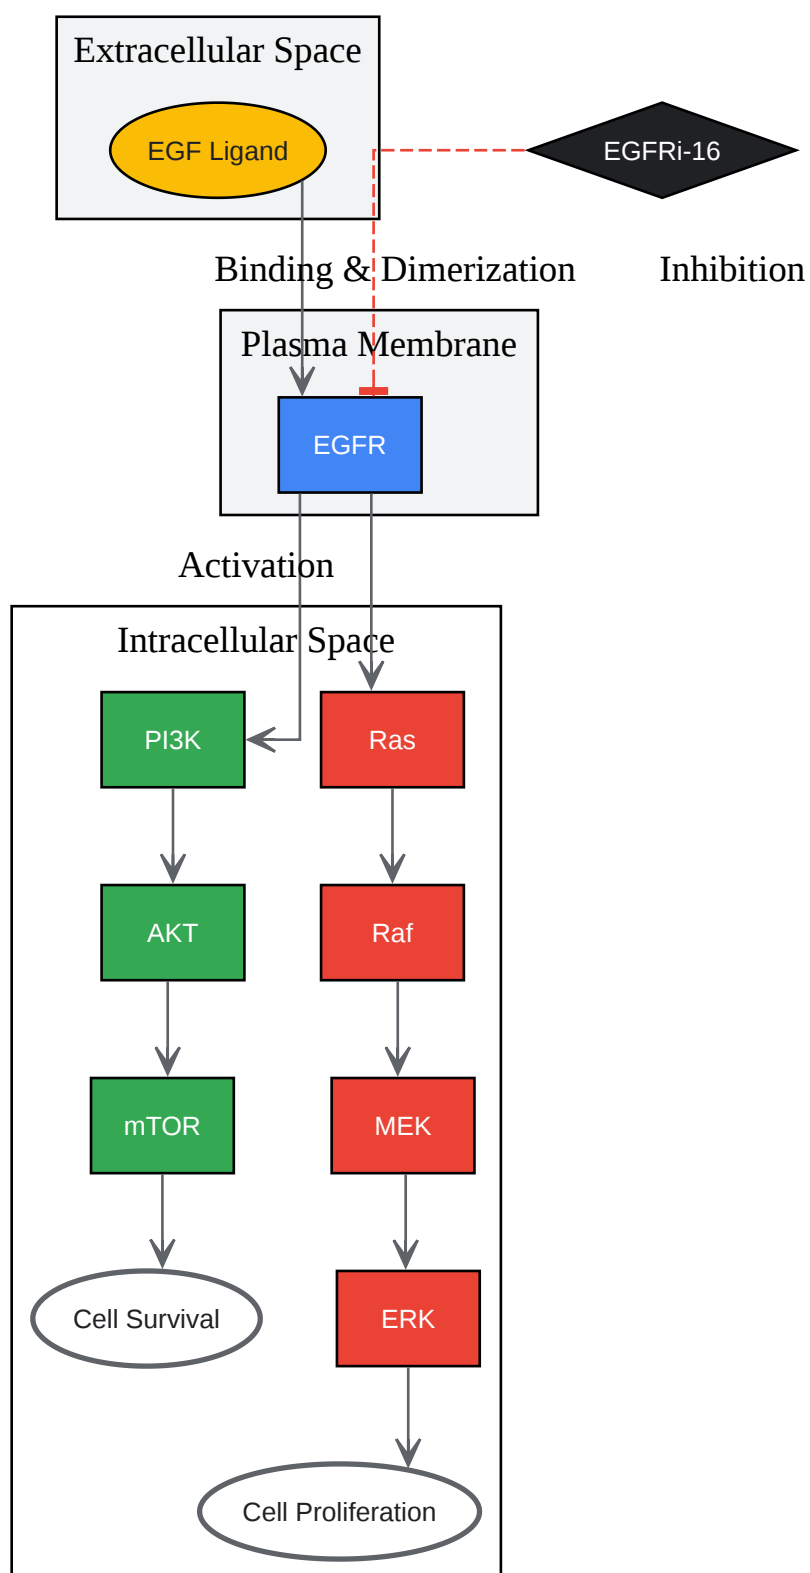 Extracellular Space
EGF Ligand
EGFRi-16
Binding & Dimerization
Inhibition
Plasma Membrane
EGFR
Activation
Intracellular Space
PI3K
Ras
AKT
Raf
mTOR
MEK
Cell Survival
ERK
Cell Proliferation